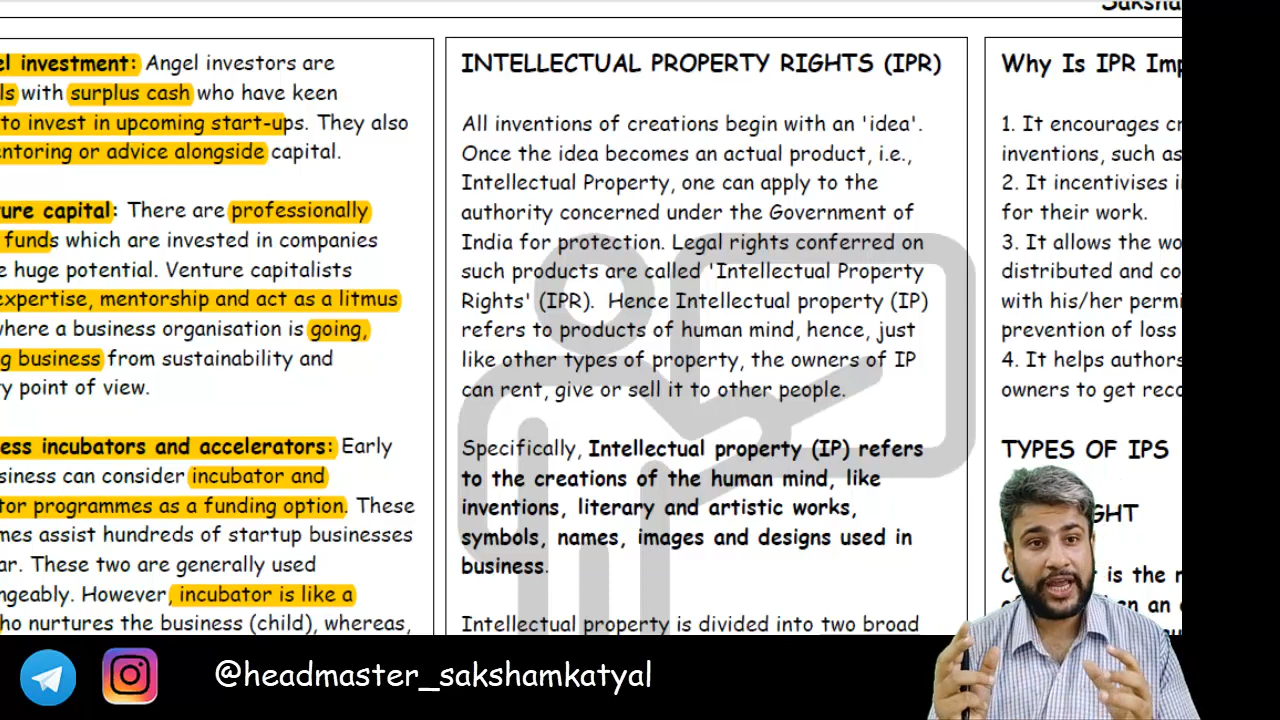 Saksha
el investment: Angel investors are
ls with surplus cash who have keen
to invest in upcoming start-ups. They also
entoring or advice alongside capital.
ture capital: There are professionally
funds which are invested in companies
e huge potential. Venture capitalists
expertise, mentorship and act as a litmus
where a business organisation is going,
g business from sustainability and
y point of view.
ess incubators and accelerators: Early
siness can consider incubator and
tor programmes as a funding option. These
mes assist hundreds of startup businesses
ar. These two are generally used
ngeably. However, incubator is like a
ho nurtures the business (child), whereas,
INTELLECTUAL PROPERTY RIGHTS (IPR)
All inventions of creations begin with an 'idea'.
Once the idea becomes an actual product, i.e.,
Intellectual Property, one can apply to the
authority concerned under the Government of
India for protection. Legal rights conferred on
such products are called 'Intellectual Property
Rights' (IPR). Hence Intellectual property (IP)
refers to products of human mind, hence, just
like other types of property, the owners of IP
can rent, give or sell it to other people.
Specifically, Intellectual property (IP) refers
to the creations of the human mind, like
inventions, literary and artistic works,
symbols, names, images and designs used in
business.
Intellectual property is divided into two broad
Why Is IPR Imp
1. It encourages cr
inventions, such as
2. It incentivises i
for their work.
3. It allows the wo
distributed and co
with his/her permi
prevention of loss
4. It helps authors
owners to get reco
TYPES OF IPS
GHT
is the r
en an
@headmaster_sakshamkatyal